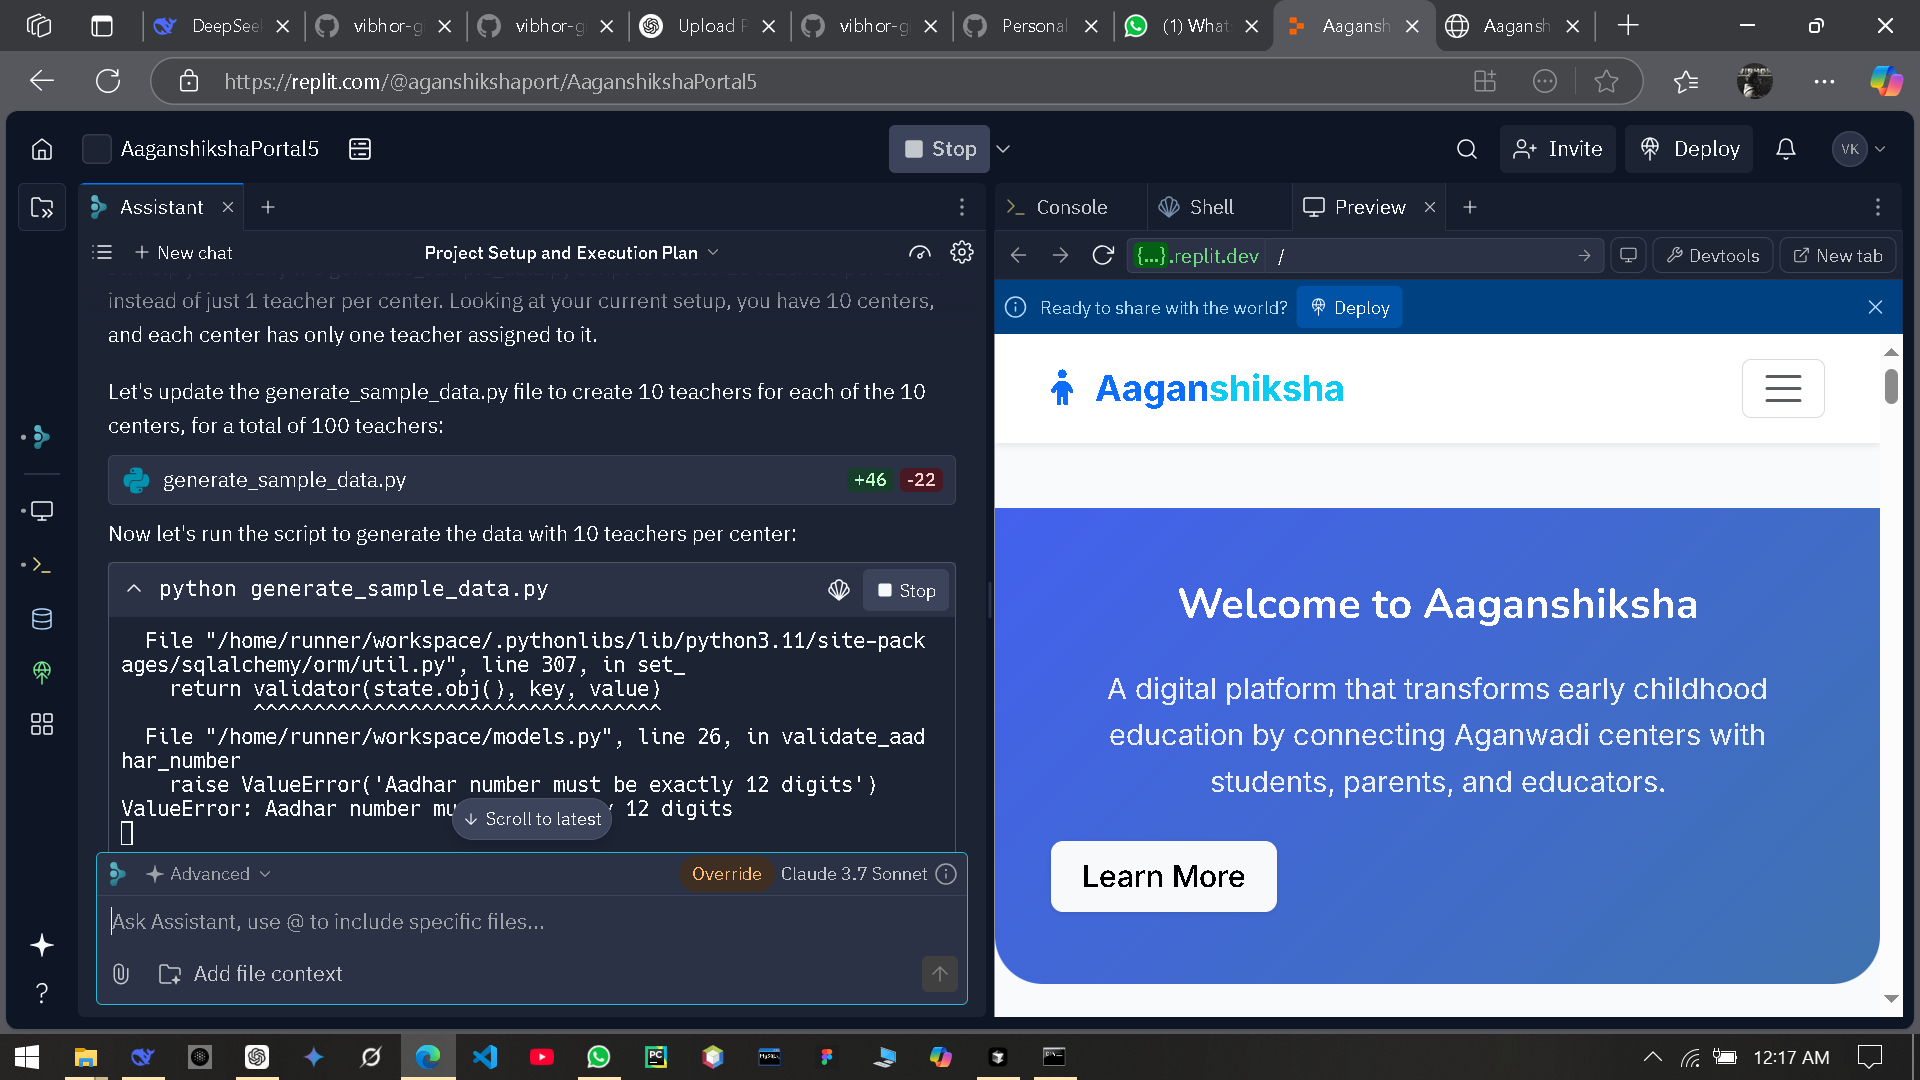 DeepSeek
vibhor-g
vibhor-g
Upload F
vibhor-g
Personal
(1) What
Aagansh
Aagansh
https://replit.com/@aganshikshaport/AaganshikshaPortal5
AaganshikshaPortal5
Stop
Invite
Deploy
VK
Assistant
Console
Shell
Preview
New chat
Project Setup and Execution Plan
{...}.replit.dev
/
Devtools
New tab
instead of just 1 teacher per center. Looking at your current setup, you have 10 centers,
and each center has only one teacher assigned to it.
Let's update the generate_sample_data.py file to create 10 teachers for each of the 10
centers, for a total of 100 teachers:
generate_sample_data.py
+46 -22
Now let's run the script to generate the data with 10 teachers per center:
python generate_sample_data.py
Stop
File "/home/runner/workspace/.pythonlibs/lib/python3.11/site-pack
ages/sqlalchemy/orm/util.py", line 307, in set_
return validator(state.obj(), key, value)
^^^^^^^^^^^^^^^^^^^^^^^^^^^^^^^^^^
File "/home/runner/workspace/models.py", line 26, in validate_aad
har_number
raise ValueError('Aadhar number must be exactly 12 digits')
ValueError: Aadhar number mu 12 digits
Scroll to latest
Advanced
Override
Claude 3.7 Sonnet
Ask Assistant, use @ to include specific files...
Add file context
Ready to share with the world?
Deploy
Aaganshiksha
Welcome to Aaganshiksha
A digital platform that transforms early childhood
education by connecting Aganwadi centers with
students, parents, and educators.
Learn More
12:17 AM